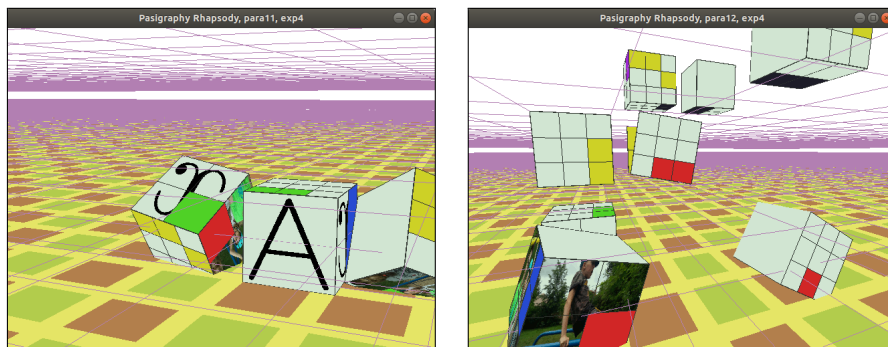 Pasigraphy Rhapsody, para11, exp4
Pasigraphy Rhapsody, para12, exp4
A